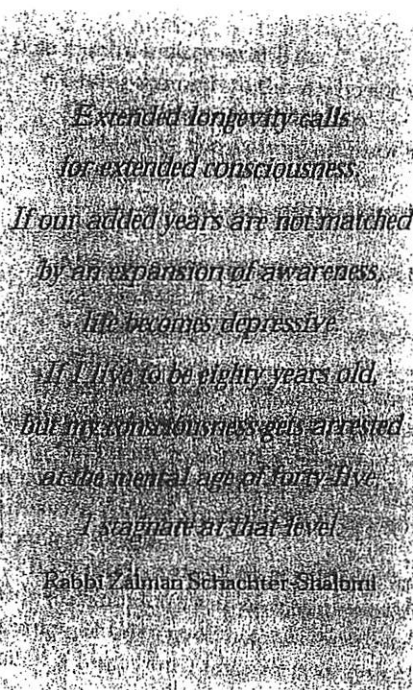 Extended longevity calls
for extended consciousness.
If our added years are not matched
by an expansion of awareness,
life becomes depressive.
If I live to be eighty years old,
but my consciousness gets arrested
at the mental age of forty-five,
I stagnate at that level.
Rabbi Zalman Schachter-Shalomi